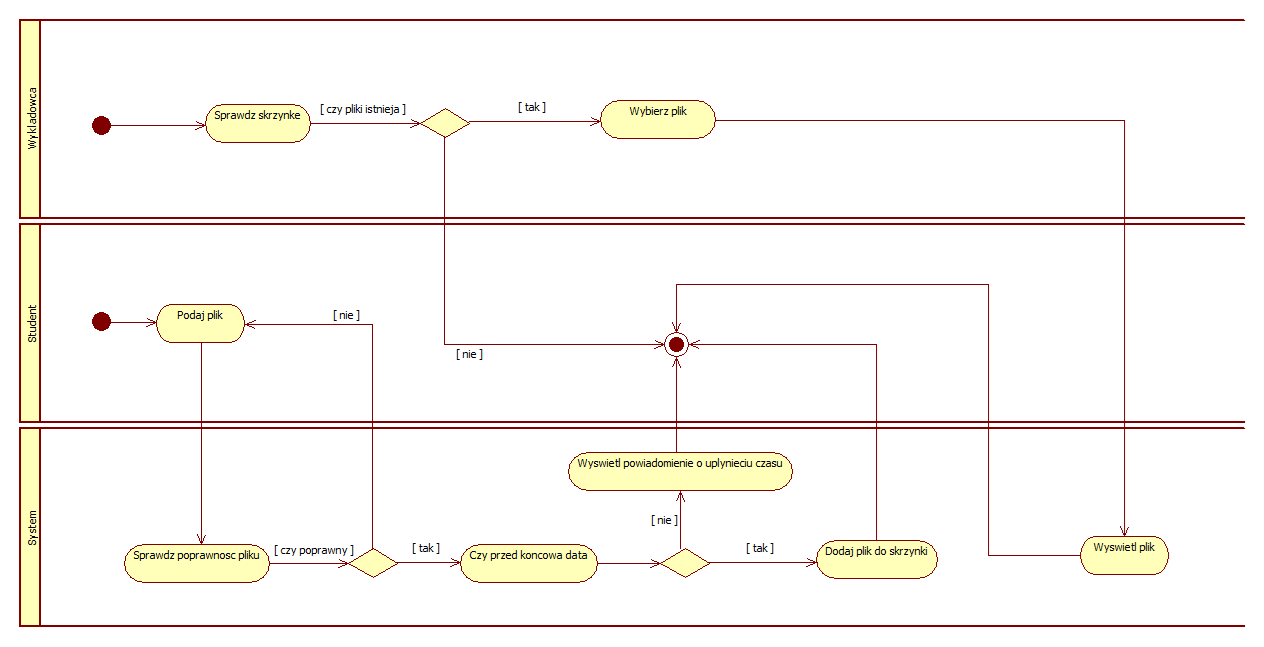 Wykladowca
Sprawdz skrzynke
[ czy pliki istnieja ]
[ tak ]
Wybierz plik
Student
Podaj plik
[ nie ]
[ nie ]
System
Wyswietl powiadomienie o uplynieciu czasu
[ nie ]
Sprawdz poprawnosc pliku
[ czy poprawny ]
[ tak ]
Czy przed koncowa data
[ tak ]
Dodaj plik do skrzynki
Wyswietl plik